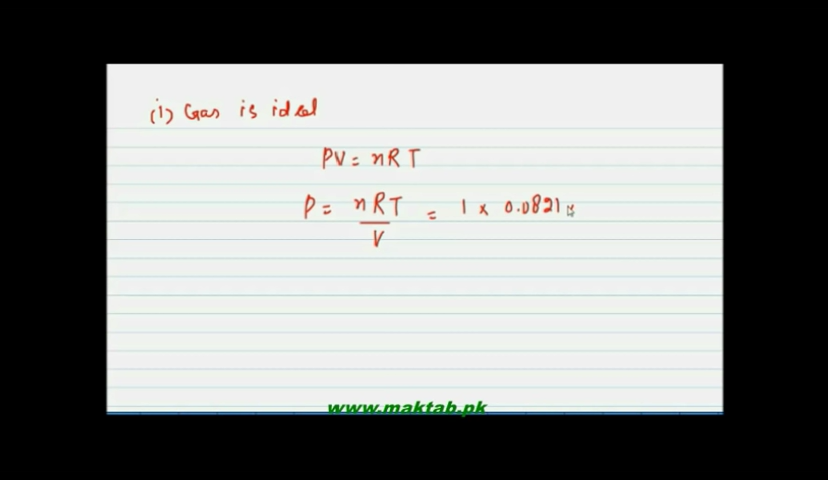 (i) Gas is ideal
PV = nRT
P = nRT / V = 1 × 0.0821 ×
www.maktab.pk